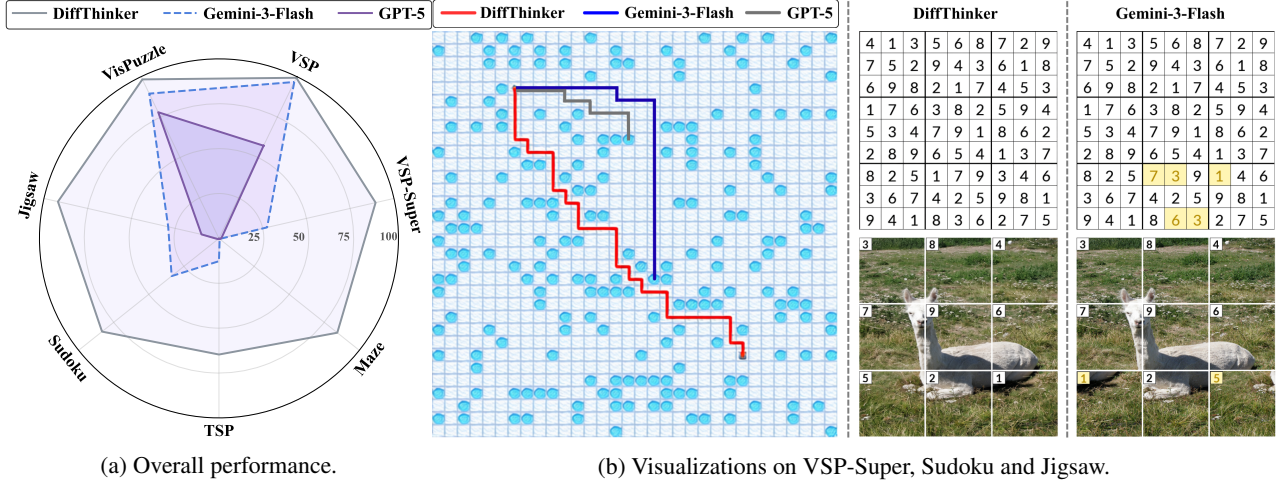 DiffThinker Gemini-3-Flash GPT-5
VisPuzzle
VSP
Jigsaw
VSP-Super
25 50 75 100
Sudoku
Maze
TSP
(a) Overall performance.
DiffThinker Gemini-3-Flash GPT-5
DiffThinker
4 1 3 5 6 8 7 2 9
7 5 2 9 4 3 6 1 8
6 9 8 2 1 7 4 5 3
1 7 6 3 8 2 5 9 4
5 3 4 7 9 1 8 6 2
2 8 9 6 5 4 1 3 7
8 2 5 1 7 9 3 4 6
3 6 7 4 2 5 9 8 1
9 4 1 8 3 6 2 7 5
3 8 4
7 9 6
5 2 1
Gemini-3-Flash
4 1 3 5 6 8 7 2 9
7 5 2 9 4 3 6 1 8
6 9 8 2 1 7 4 5 3
1 7 6 3 8 2 5 9 4
5 3 4 7 9 1 8 6 2
2 8 9 6 5 4 1 3 7
8 2 5 7 3 9 1 4 6
3 6 7 4 2 5 9 8 1
9 4 1 8 6 3 2 7 5
3 8 4
7 9 6
1 2 5
(b) Visualizations on VSP-Super, Sudoku and Jigsaw.